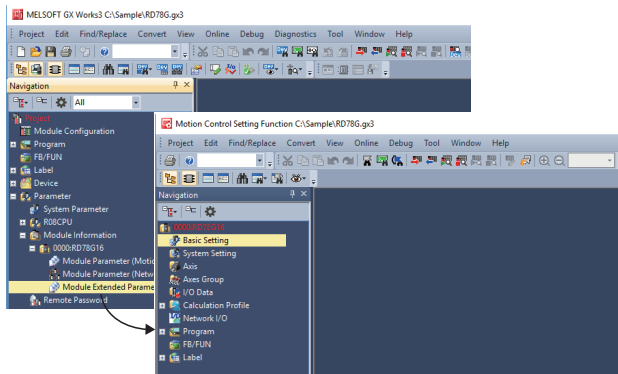 MELSOFT GX Works3 C:\Sample\RD78G.gx3
Project Edit Find/Replace Convert View Online Debug Diagnostics Tool Window Help
Navigation
All
Project
Module Configuration
Program
FB/FUN
Label
Device
Parameter
System Parameter
R08CPU
Module Information
0000:RD78G16
Module Parameter (Motio
Module Parameter (Netw
Module Extended Parame
Remote Password
Motion Control Setting Function C:\Sample\RD78G.gx3
Project Edit Find/Replace Convert View Online Debug Tool Window Help
Navigation
0000:RD78G16
Basic Setting
System Setting
Axis
Axes Group
I/O Data
Calculation Profile
Network I/O
Program
FB/FUN
Label